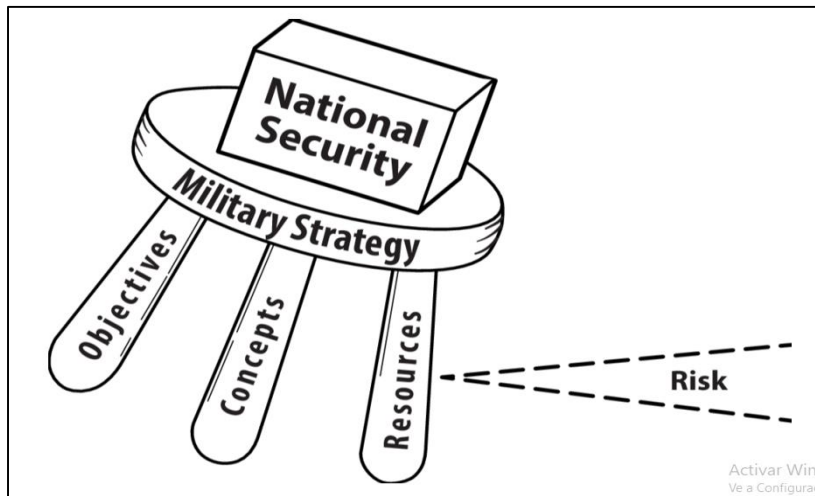 National
Security
Military Strategy
Objectives
Concepts
Resources
Risk
Activar Win
Ve a Configura